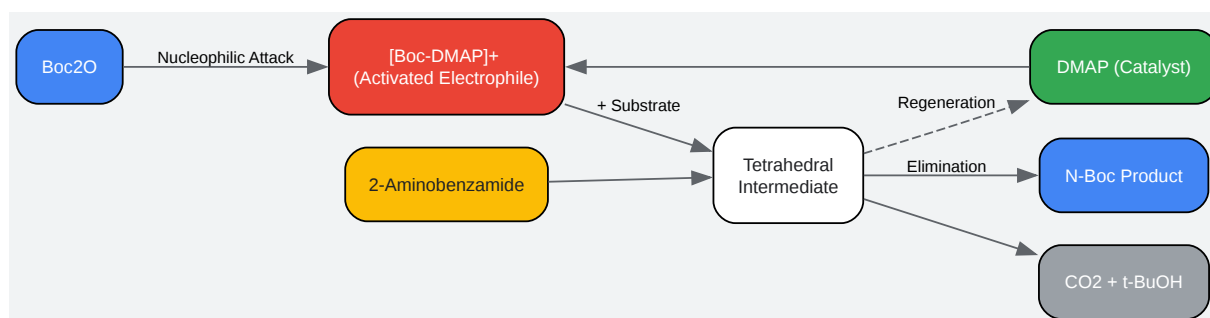 Boc2O
Nucleophilic Attack
[Boc-DMAP]+
(Activated Electrophile)
DMAP (Catalyst)
+ Substrate
Regeneration
2-Aminobenzamide
Tetrahedral
Intermediate
Elimination
N-Boc Product
CO2 + t-BuOH